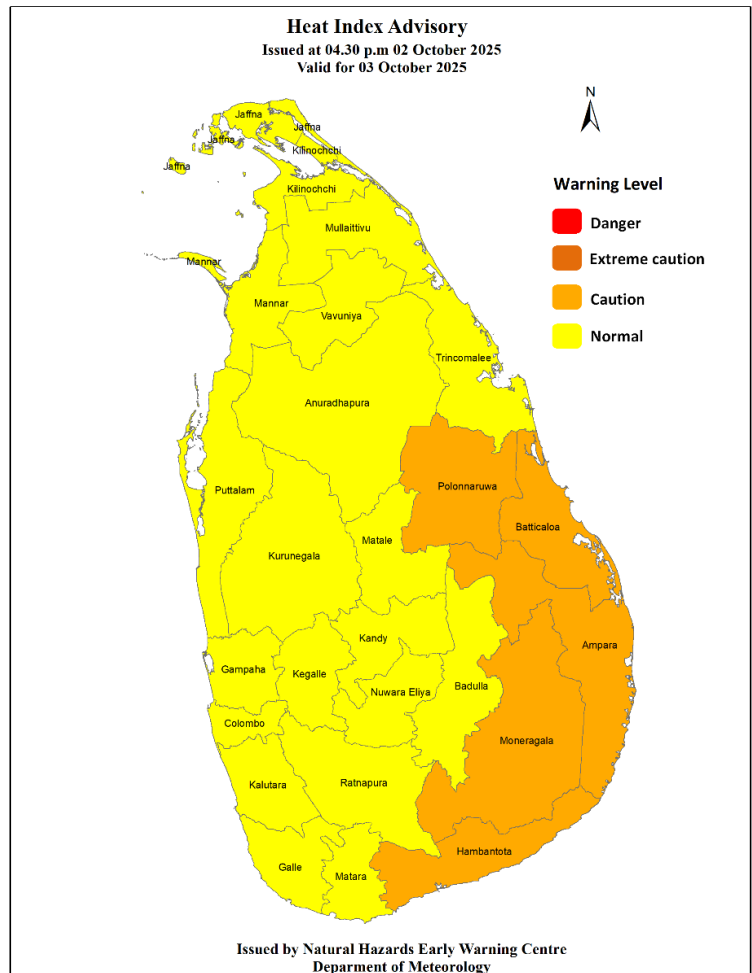 Heat Index Advisory
Issued at 04.30 p.m 02 October 2025
Valid for 03 October 2025
N
Jaffna
Jaffna
Jaffna
Kilinochchi
Jaffna
Kilinochchi
Mullaittivu
Mannar
Mannar
Vavuniya
Trincomalee
Anuradhapura
Polonnaruwa
Puttalam
Batticaloa
Matale
Kurunegala
Kandy
Ampara
Gampaha
Kegalle
Nuwara Eliya
Badulla
Colombo
Moneragala
Kalutara
Ratnapura
Hambantota
Galle
Matara
Warning Level
Danger
Extreme caution
Caution
Normal
Issued by Natural Hazards Early Warning Centre
Deparment of Meteorology